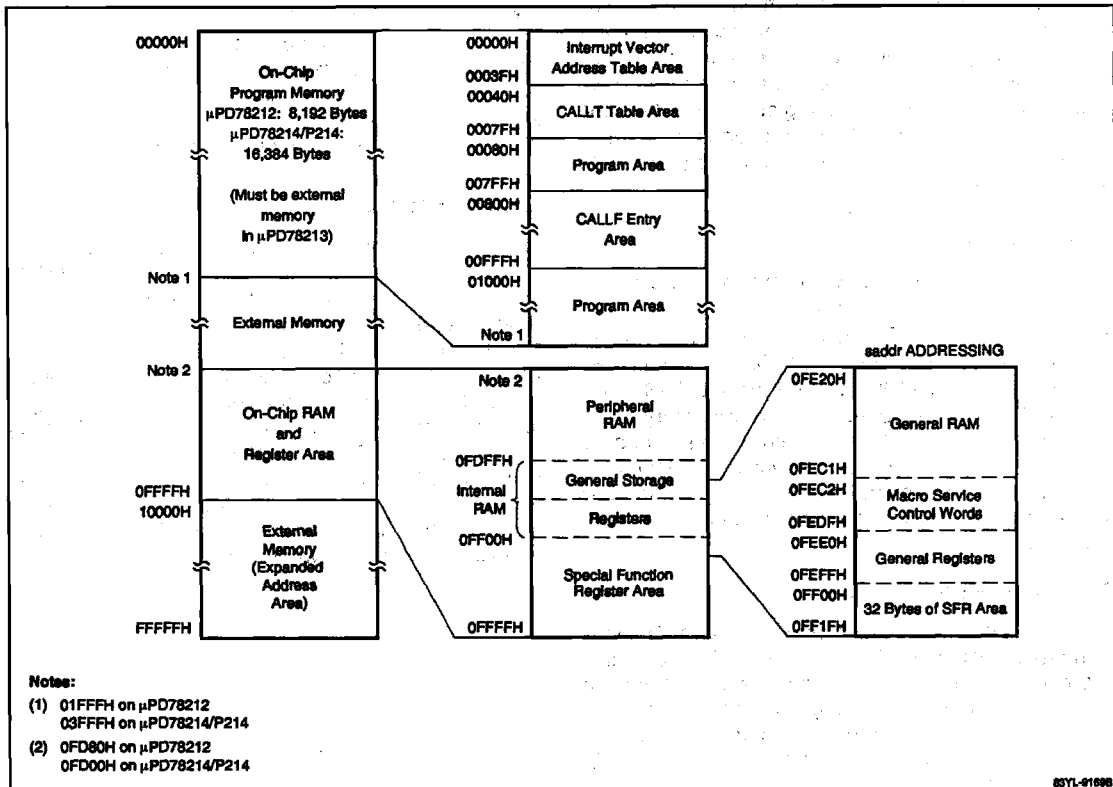 00000H
On-Chip
Program Memory
µPD78212: 8,192 Bytes
µPD78214/P214:
16,384 Bytes
(Must be external
memory
in µPD78213)
Note 1
External Memory
Note 2
On-Chip RAM
and
Register Area
0FFFFH
10000H
External
Memory
(Expanded
Address
Area)
FFFFFH
00000H
Interrupt Vector
Address Table Area
0003FH
00040H
CALLT Table Area
0007FH
00080H
Program Area
007FFH
00800H
CALLF Entry
Area
00FFFH
01000H
Program Area
Note 1
Note 2
Peripheral
RAM
0FDFFH
General Storage
Internal
RAM
Registers
0FF00H
Special Function
Register Area
0FFFFH
saddr ADDRESSING
0FE20H
General RAM
0FEC1H
0FEC2H
Macro Service
Control Words
0FEDFH
0FEE0H
General Registers
0FEFFH
0FF00H
32 Bytes of SFR Area
0FF1FH
Notes:
(1) 01FFFH on µPD78212
03FFFH on µPD78214/P214
(2) 0FD80H on µPD78212
0FD00H on µPD78214/P214
83YL-9169B